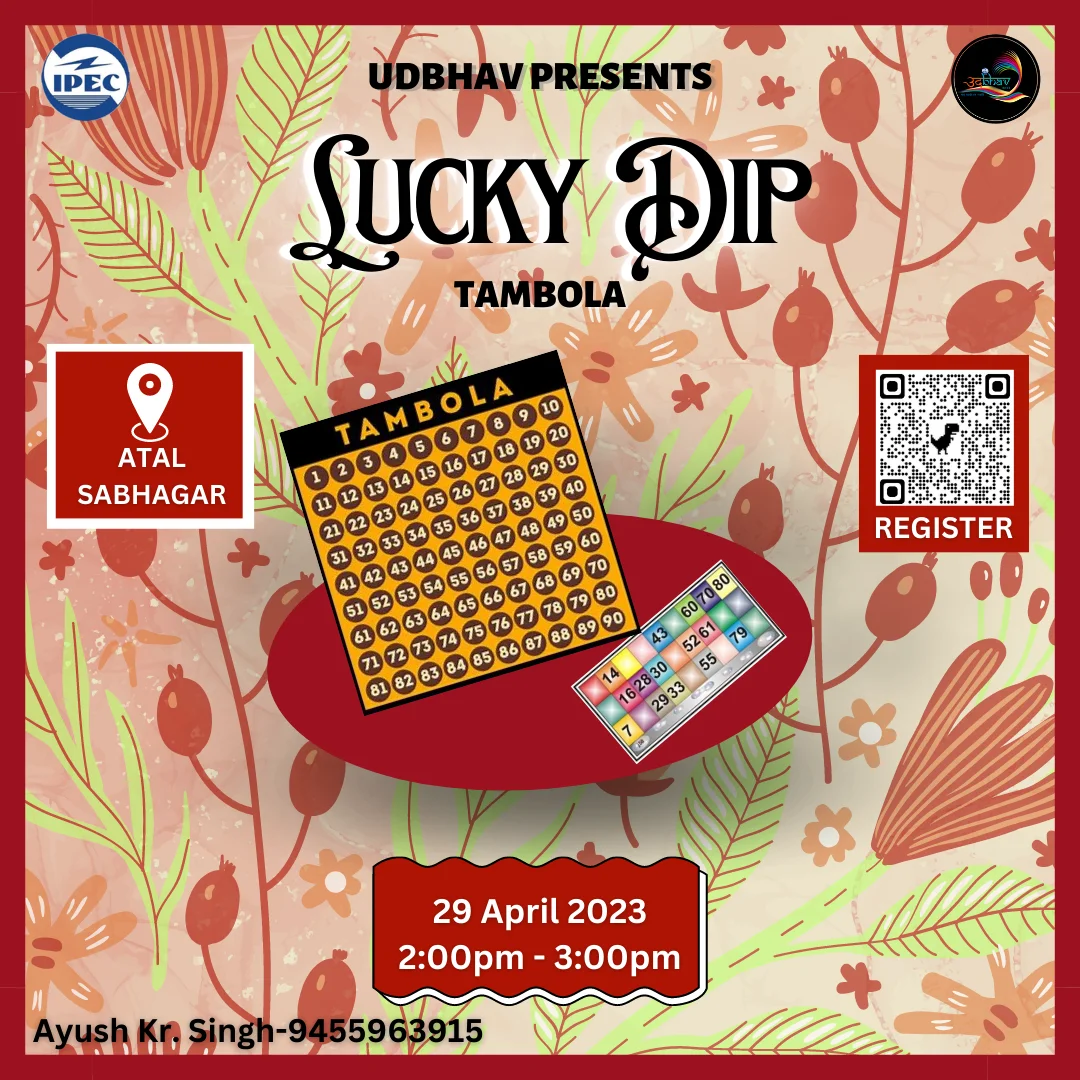 IPEC
UDBHAV PRESENTS
उदbhav
LUCKY DIP
TAMBOLA
ATAL
SABHAGAR
REGISTER
TAMBOLA
1 2 3 4 5 6 7 8 9 10
11 12 13 14 15 16 17 18 19 20
21 22 23 24 25 26 27 28 29 30
31 32 33 34 35 36 37 38 39 40
41 42 43 44 45 46 47 48 49 50
51 52 53 54 55 56 57 58 59 60
61 62 63 64 65 66 67 68 69 70
71 72 73 74 75 76 77 78 79 80
81 82 83 84 85 86 87 88 89 90
14 43 60 70 80
16 28 30 52 61
7 29 33 55 79
29 April 2023
2:00pm - 3:00pm
Ayush Kr. Singh-9455963915